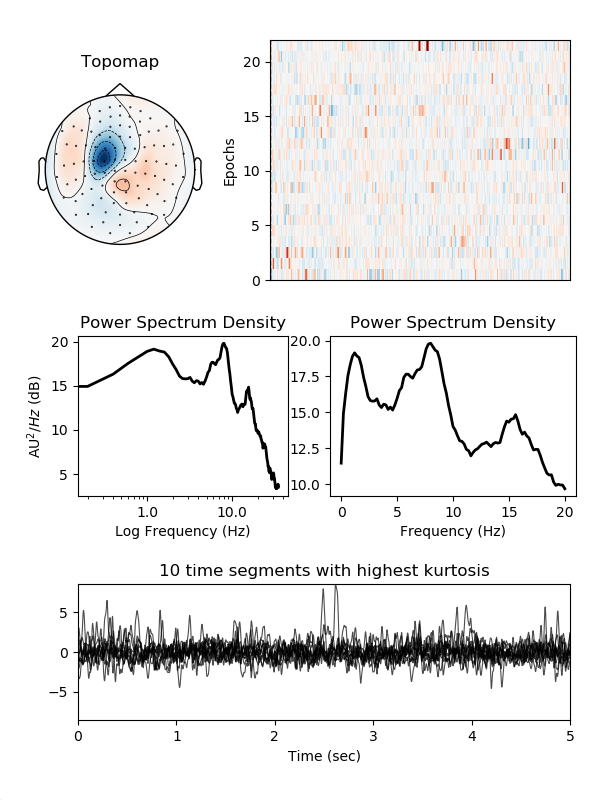 Topomap
Epochs
20
15
10
5
0
Power Spectrum Density
AU²/Hz (dB)
20
15
10
5
1.0 10.0
Log Frequency (Hz)
Power Spectrum Density
20.0
17.5
15.0
12.5
10.0
0 5 10 15 20
Frequency (Hz)
10 time segments with highest kurtosis
5
0
−5
0 1 2 3 4 5
Time (sec)